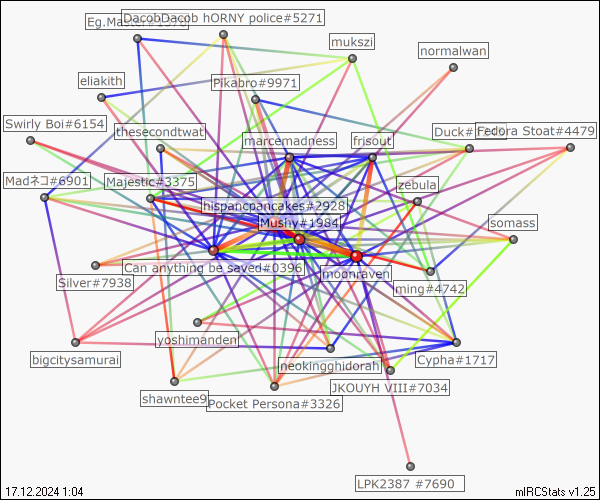 Eg.Master#1378
DacobDacob hORNY police#5271
mukszi
normalwan
eliakith
Pikabro#9971
Swirly Boi#6154
thesecondtwat
marcemadness
frisout
Duck#
Fedora Stoat#4479
Madネコ#6901
Majestic#3375
zebula
hispancpancakes#2928
Mushy#1984
somass
Can anything be saved#0396
moonraven
Silver#7938
ming#4742
yoshimanden
bigcitysamurai
neokingghidorah
Cypha#1717
shawntee9
Pocket Persona#3326
JKOUYH VIII#7034
LPK2387 #7690
17.12.2024 1:04
mIRCStats v1.25